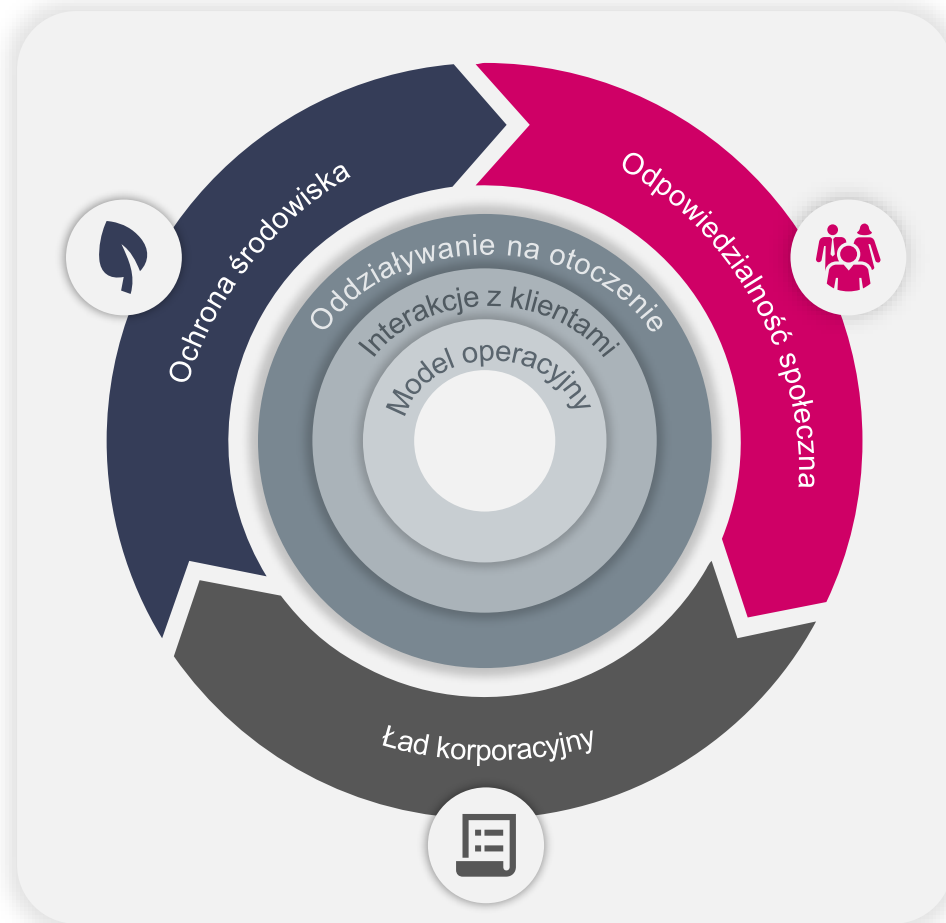 Ochrona środowiska
Odpowiedzialność społeczna
Oddziaływanie na otoczenie
Interakcje z klientami
Model operacyjny
Ład korporacyjny